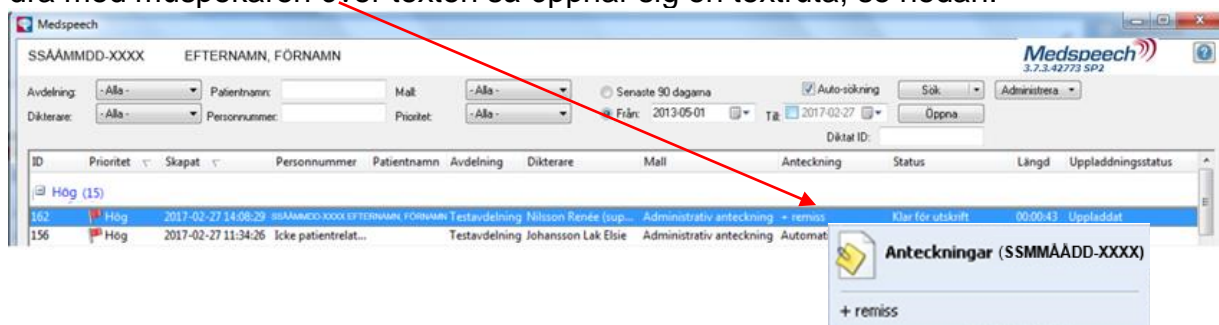 dra med muspekaren över texten så öppnar sig en textruta, se nedan.
Medspeech
SSÅÅMMDD-XXXX EFTERNAMN, FÖRNAMN Medspeech
3.7.3.42773 SP2
Avdelning: - Alla - Patientnamn: Mall: - Alla - Senaste 90 dagarna Auto-sökning Sök Administrera
Dikterare: - Alla - Personnummer: Prioritet: - Alla - Från: 2013-05-01 Till: 2017-02-27 Öppna
Diktat ID:
ID Prioritet Skapat Personnummer Patientnamn Avdelning Dikterare Mall Anteckning Status Längd Uppladdningsstatus
Hög (15)
162 Hög 2017-02-27 14:08:29 SSÅÅMMDD-XXXX EFTERNAMN, FÖRNAMN Testavdelning Nilsson Renée (sup... Administrativ anteckning + remiss Klar för utskrift 00:00:43 Uppladdat
156 Hög 2017-02-27 11:34:26 Icke patientrelat... Testavdelning Johansson Lak Elsie Administrativ anteckning Automat
Anteckningar (SSMMÅÅDD-XXXX)
+ remiss